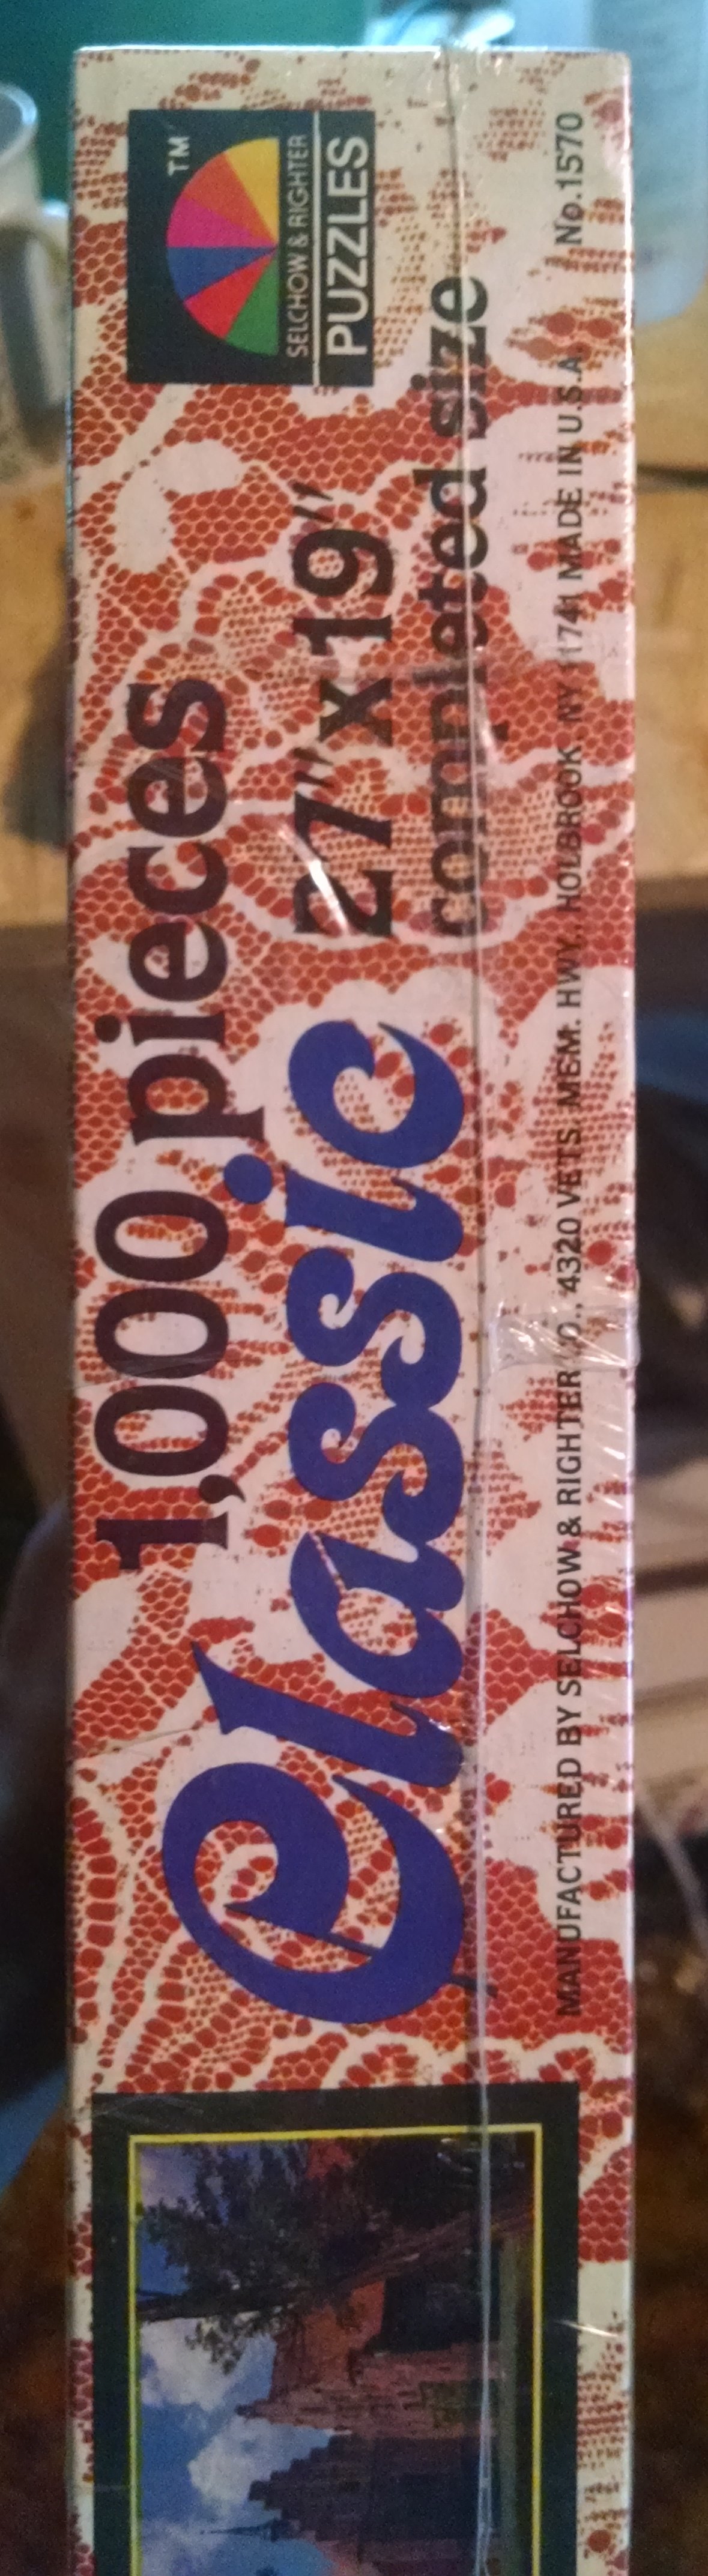 1,000 pieces
Classic
27" x 19"
completed size
TM
SELCHOW & RIGHTER
PUZZLES
MANUFACTURED BY SELCHOW & RIGHTER CO., 4320 VETS. MEM. HWY., HOLBROOK, NY 11741 MADE IN U.S.A. No.1570